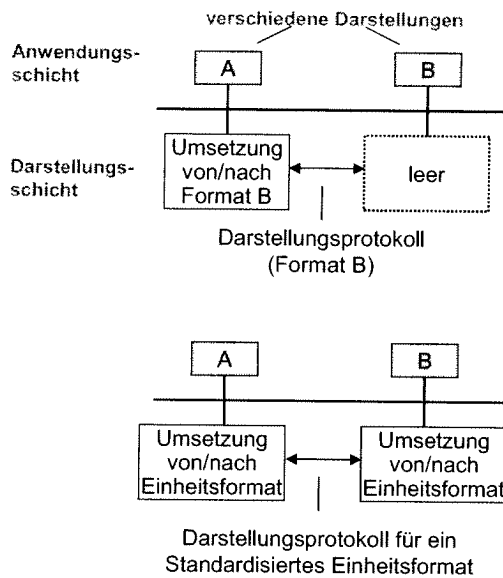 verschiedene Darstellungen
Anwendungs-
schicht
A
B
Darstellungs-
schicht
Umsetzung
von/nach
Format B
leer
Darstellungsprotokoll
(Format B)
A
B
Umsetzung
von/nach
Einheitsformat
Umsetzung
von/nach
Einheitsformat
Darstellungsprotokoll für ein
Standardisiertes Einheitsformat